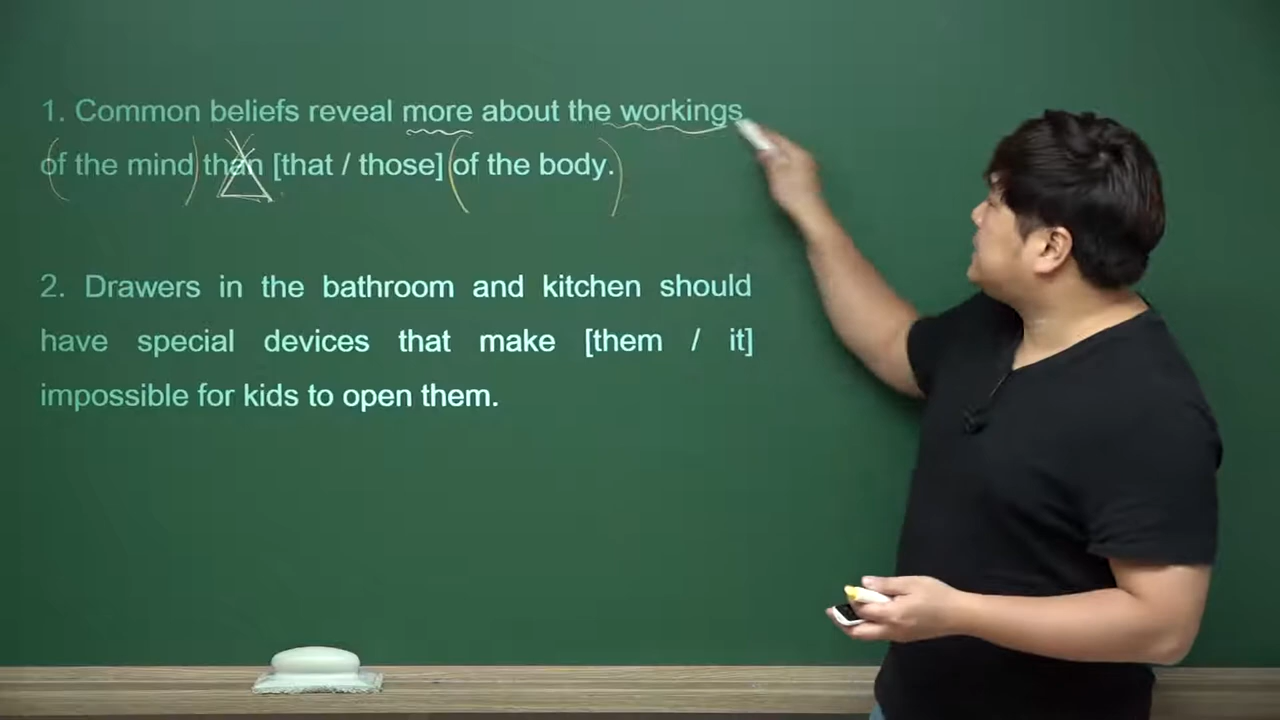 1. Common beliefs reveal more about the workings
of the mind than [that / those] of the body.
2. Drawers in the bathroom and kitchen should
have special devices that make [them / it]
impossible for kids to open them.